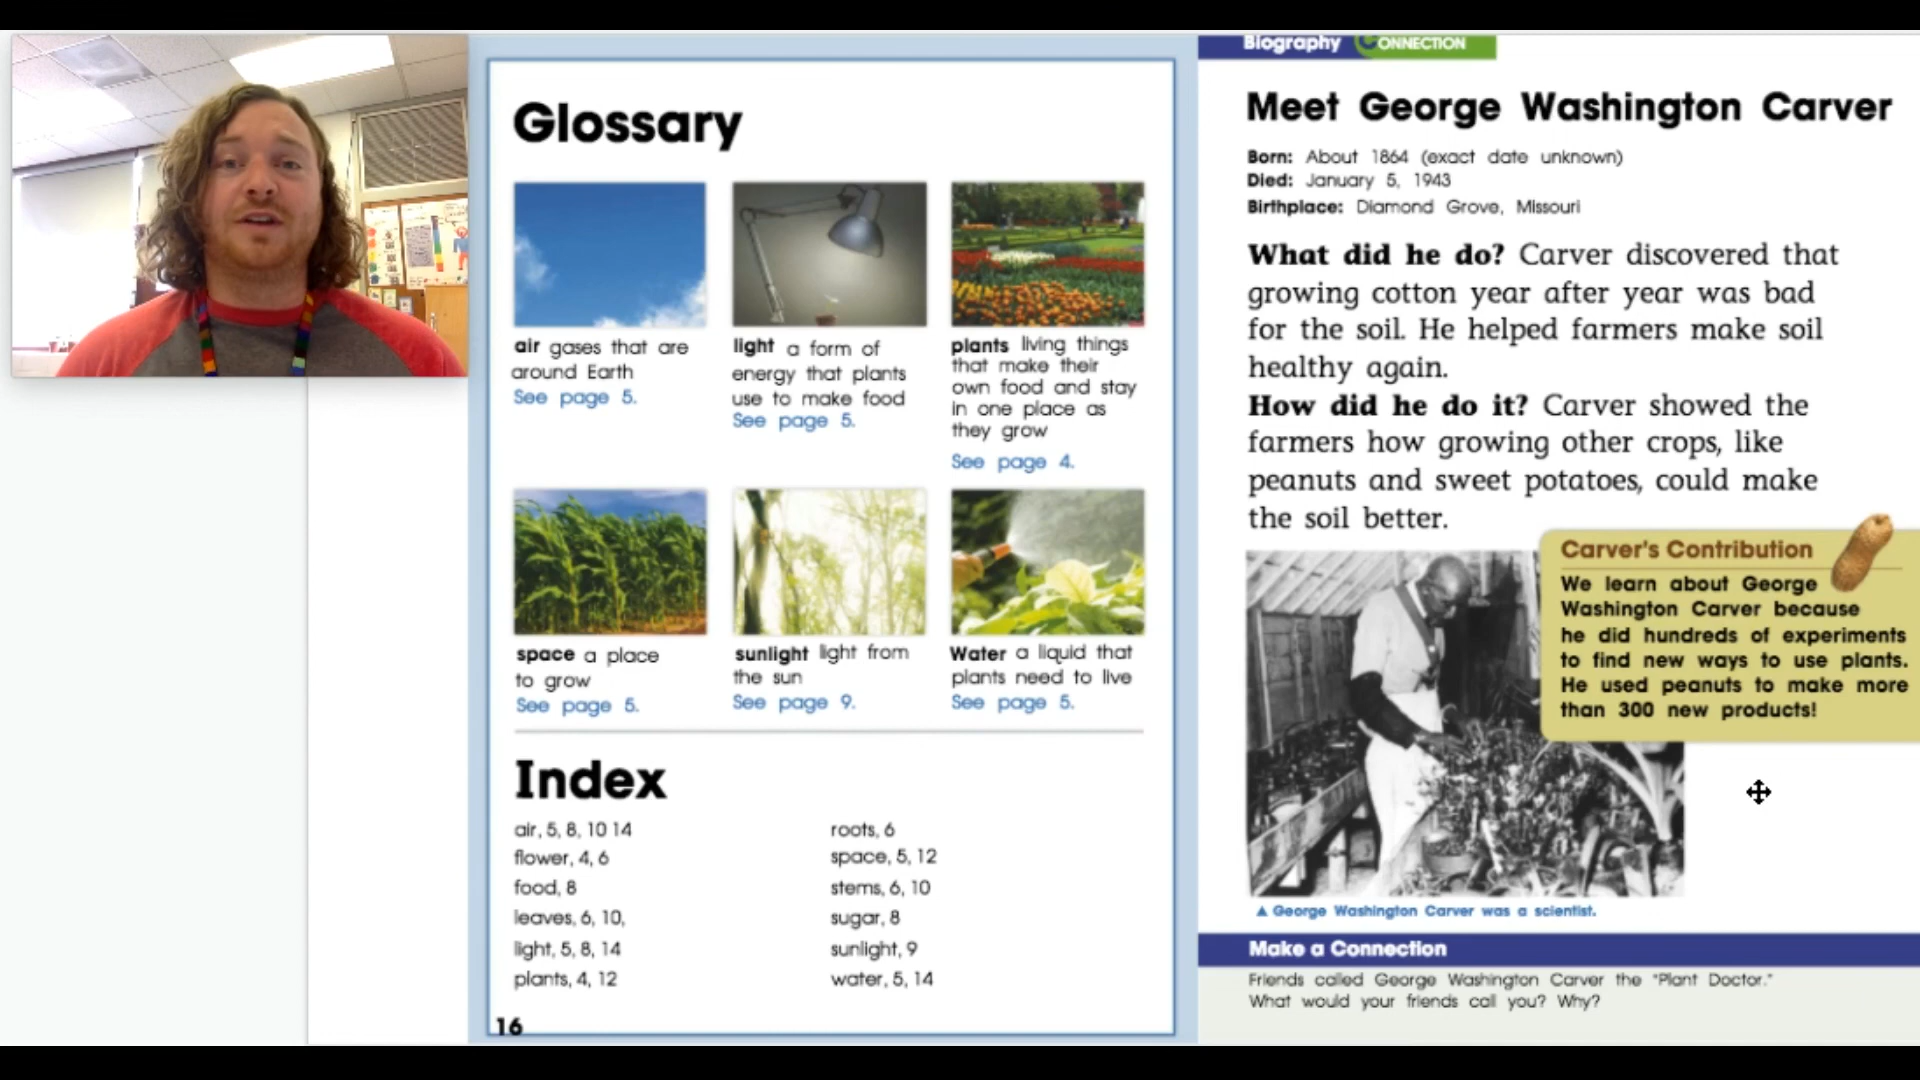 Glossary
air gases that are
around Earth
See page 5.
light a form of
energy that plants
use to make food
See page 5.
plants living things
that make their
own food and stay
in one place as
they grow
See page 4.
space a place
to grow
See page 5.
sunlight light from
the sun
See page 9.
Water a liquid that
plants need to live
See page 5.
Index
air, 5, 8, 10 14
flower, 4, 6
food, 8
leaves, 6, 10,
light, 5, 8, 14
plants, 4, 12
roots, 6
space, 5, 12
stems, 6, 10
sugar, 8
sunlight, 9
water, 5, 14
16
Biography CONNECTION
Meet George Washington Carver
Born: About 1864 (exact date unknown)
Died: January 5, 1943
Birthplace: Diamond Grove, Missouri
What did he do? Carver discovered that
growing cotton year after year was bad
for the soil. He helped farmers make soil
healthy again.
How did he do it? Carver showed the
farmers how growing other crops, like
peanuts and sweet potatoes, could make
the soil better.
Carver's Contribution
We learn about George
Washington Carver because
he did hundreds of experiments
to find new ways to use plants.
He used peanuts to make more
than 300 new products!
▲ George Washington Carver was a scientist.
Make a Connection
Friends called George Washington Carver the "Plant Doctor."
What would your friends call you? Why?